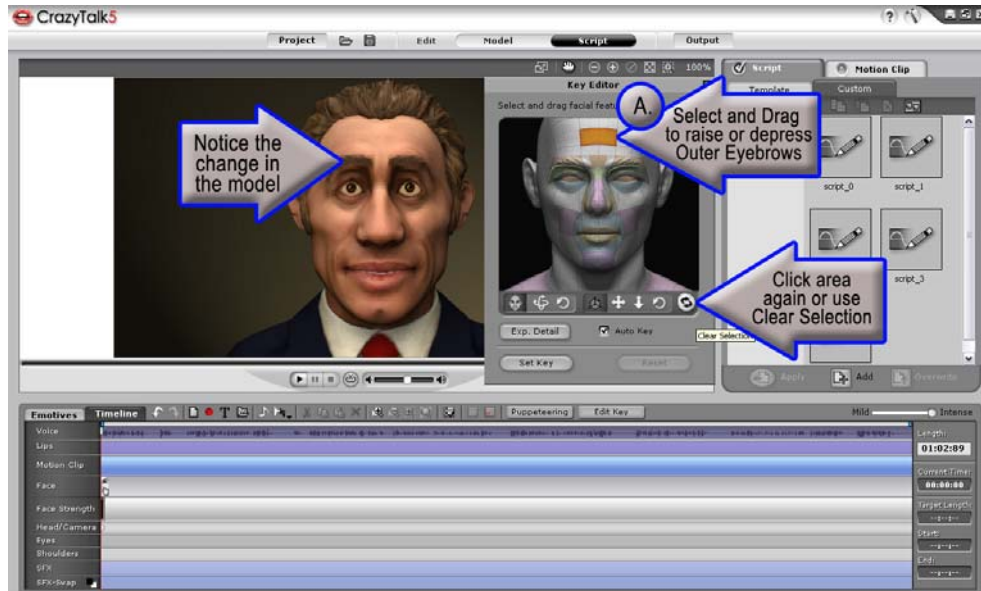 CrazyTalk5
Project
Edit
Model
Script
Output
100%
Script
Motion Clip
Key Editor
Template
Custom
Select and drag facial feat
A.
Select and Drag
to raise or depress
Outer Eyebrows
Notice the
change in
the model
script_0
script_1
script_3
Click area
again or use
Clear Selection
Exp. Detail
Auto Key
Clear Selection
Set Key
Reset
Apply
Add
Overwrite
Emotives
Timeline
Puppeteering
Edit Key
Mild
Intense
Voice
Lips
Motion Clip
Face
Face Strength
Head/Camera
Eyes
Shoulders
SFX
SFX-Swap
Length:
01:02:89
Current Time:
00:00:00
Target Length:
--:--:--
Start:
--:--:--
End:
--:--:--